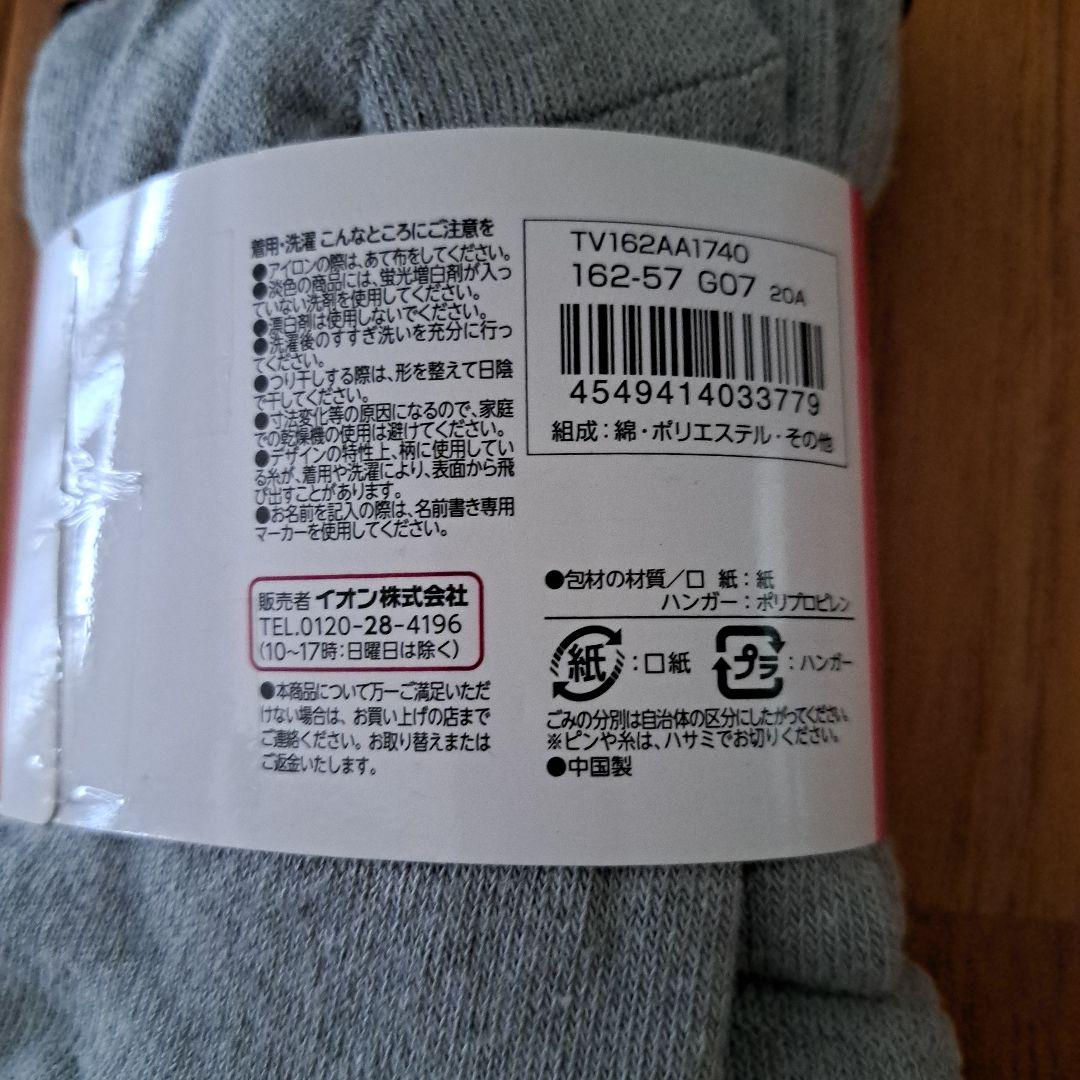 着用・洗濯 こんなところにご注意を
●アイロンの際は、あて布をしてください。
●淡色の商品には、蛍光増白剤が入っ
ていない洗剤を使用してください。
●漂白剤は使用しないでください。
●洗濯後のすすぎ洗いを充分に行っ
てください。
●つり干しする際は、形を整えて日陰
で干してください。
●寸法変化等の原因になるので、家庭
での乾燥機の使用は避けてください。
●デザインの特性上、柄に使用してい
る糸が、着用や洗濯により、表面から飛
び出すことがあります。
●お名前を記入の際は、名前書き専用
マーカーを使用してください。
販売者 イオン株式会社
TEL.0120-28-4196
(10~17時:日曜日は除く)
●本商品について万一ご満足いただ
けない場合は、お買い上げの店まで
ご連絡ください。お取り替えまたは
ご返金いたします。
TV162AA1740
162-57 G07 20A
4549414033779
組成:綿・ポリエステル・その他
●包材の材質/口 紙:紙
ハンガー:ポリプロピレン
紙:口紙 プラ:ハンガー
ごみの分別は自治体の区分にしたがってください。
※ピンや糸は、ハサミでお切りください。
●中国製